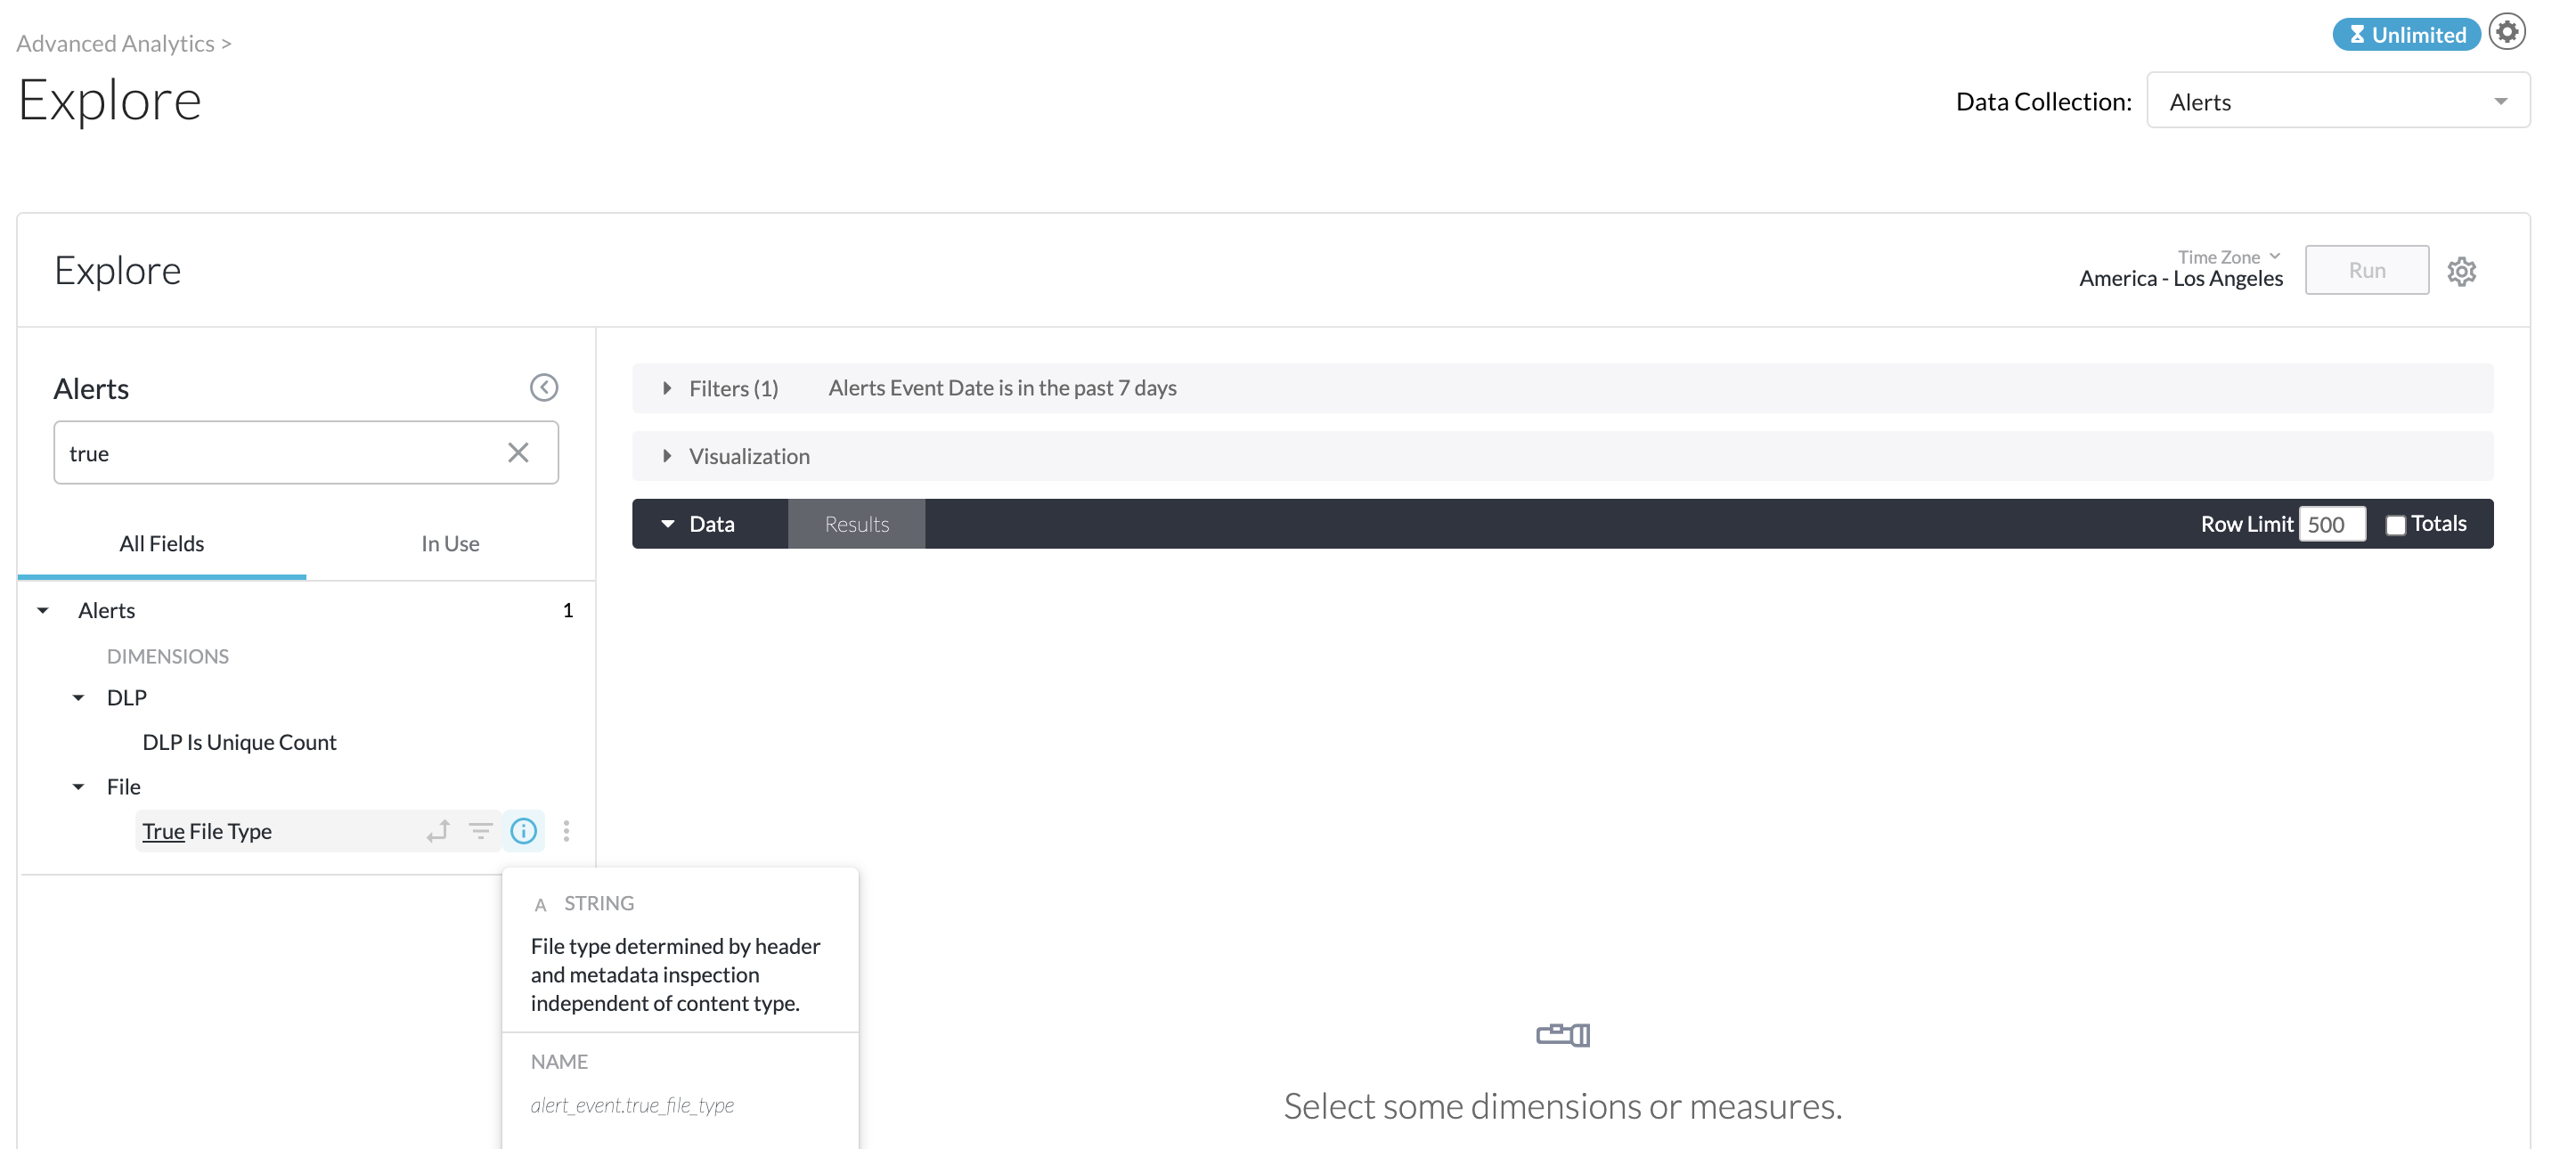 Advanced Analytics >
Unlimited
Explore
Data Collection:
Alerts
Explore
Time Zone
America - Los Angeles
Run
Alerts
true
All Fields
In Use
Filters (1)
Alerts Event Date is in the past 7 days
Visualization
Data
Results
Row Limit
500
Totals
Alerts
1
DIMENSIONS
DLP
DLP Is Unique Count
File
True File Type
A STRING
File type determined by header
and metadata inspection
independent of content type.
NAME
alert_event.true_file_type
Select some dimensions or measures.